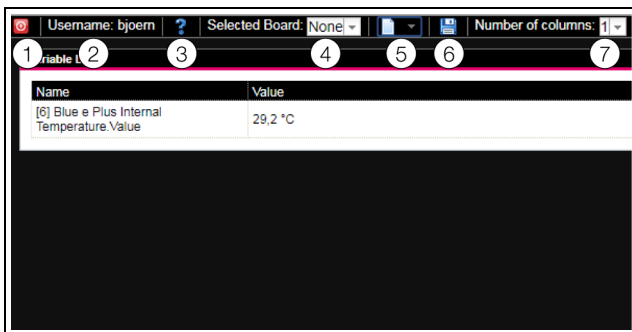 Username: bjoern ? Selected Board: None Number of columns: 1
1 2 3 4 5 6 7
ariable L
Name Value
[6] Blue e Plus Internal
Temperature.Value
29,2 °C